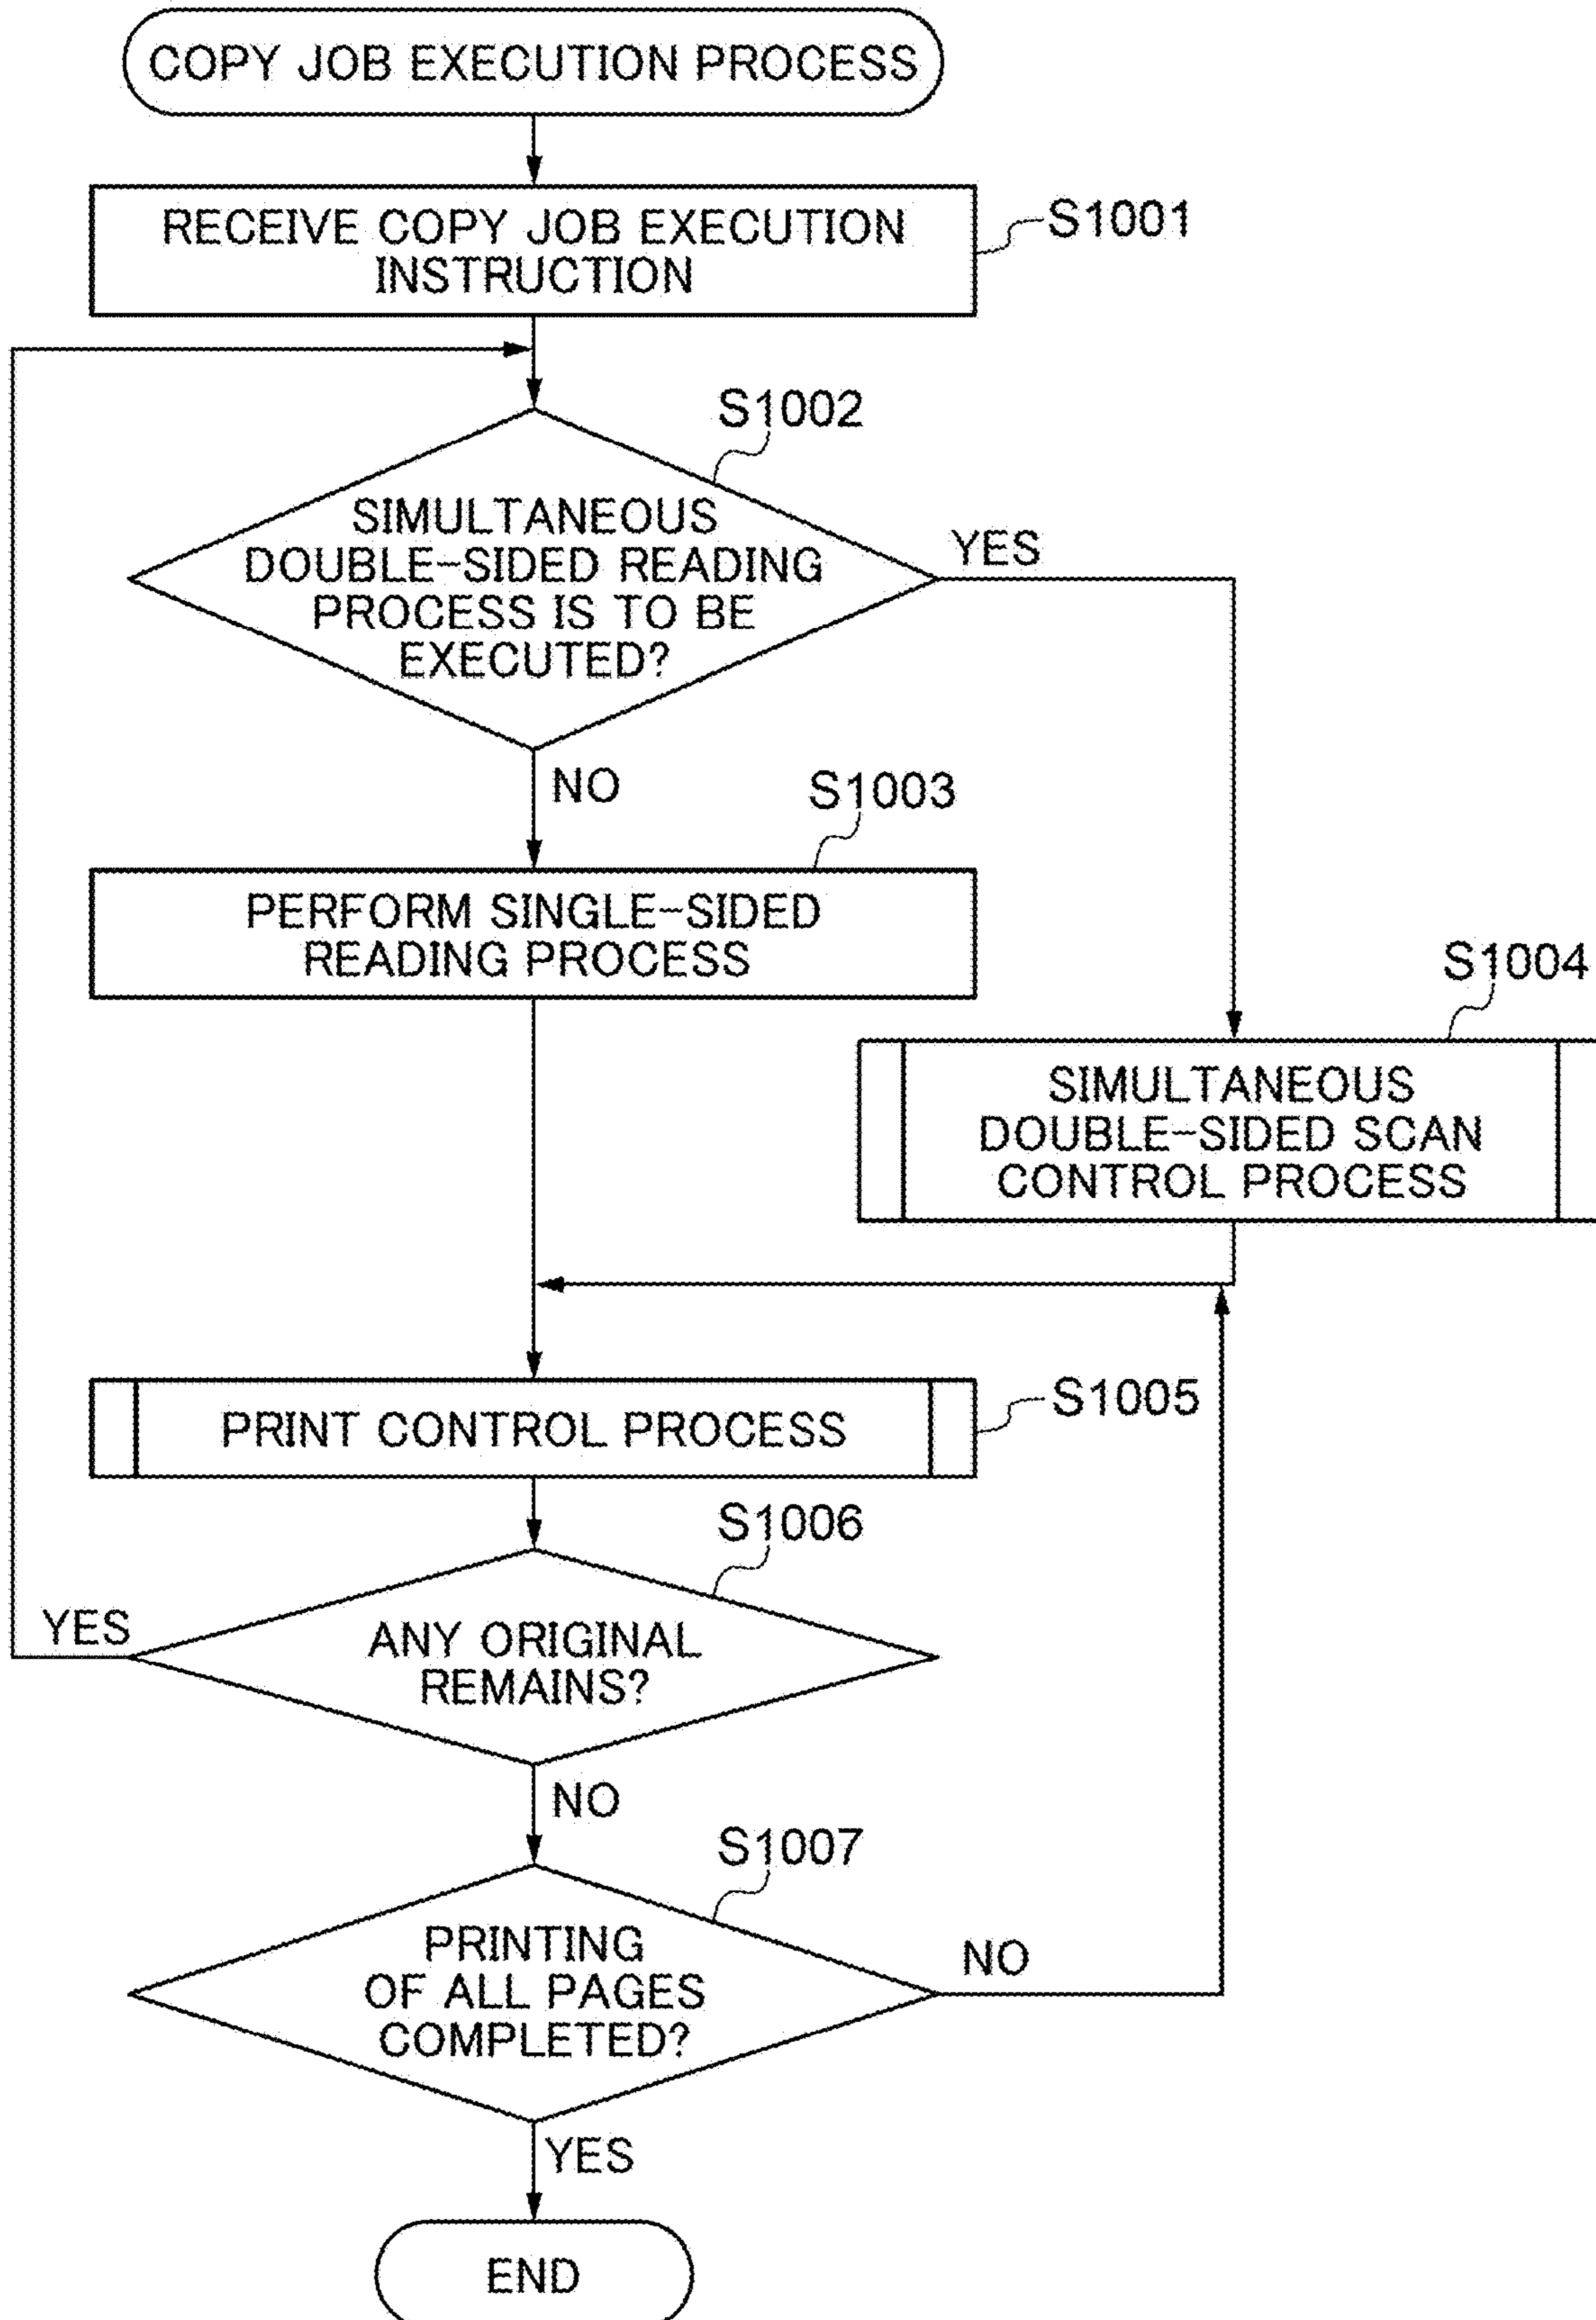 COPY JOB EXECUTION PROCESS
RECEIVE COPY JOB EXECUTION
INSTRUCTION
S1001
S1002
SIMULTANEOUS
DOUBLE-SIDED READING
PROCESS IS TO BE
EXECUTED?
YES
NO
S1003
PERFORM SINGLE-SIDED
READING PROCESS
S1004
SIMULTANEOUS
DOUBLE-SIDED SCAN
CONTROL PROCESS
PRINT CONTROL PROCESS
S1005
S1006
YES
ANY ORIGINAL
REMAINS?
NO
S1007
PRINTING
OF ALL PAGES
COMPLETED?
NO
YES
END